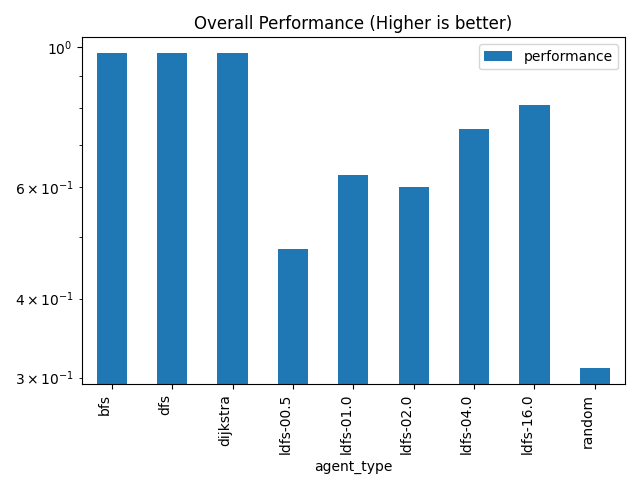 Overall Performance (Higher is better)
performance
10⁰
6 × 10⁻¹
4 × 10⁻¹
3 × 10⁻¹
bfs
dfs
dijkstra
ldfs-00.5
ldfs-01.0
ldfs-02.0
ldfs-04.0
ldfs-16.0
random
agent_type